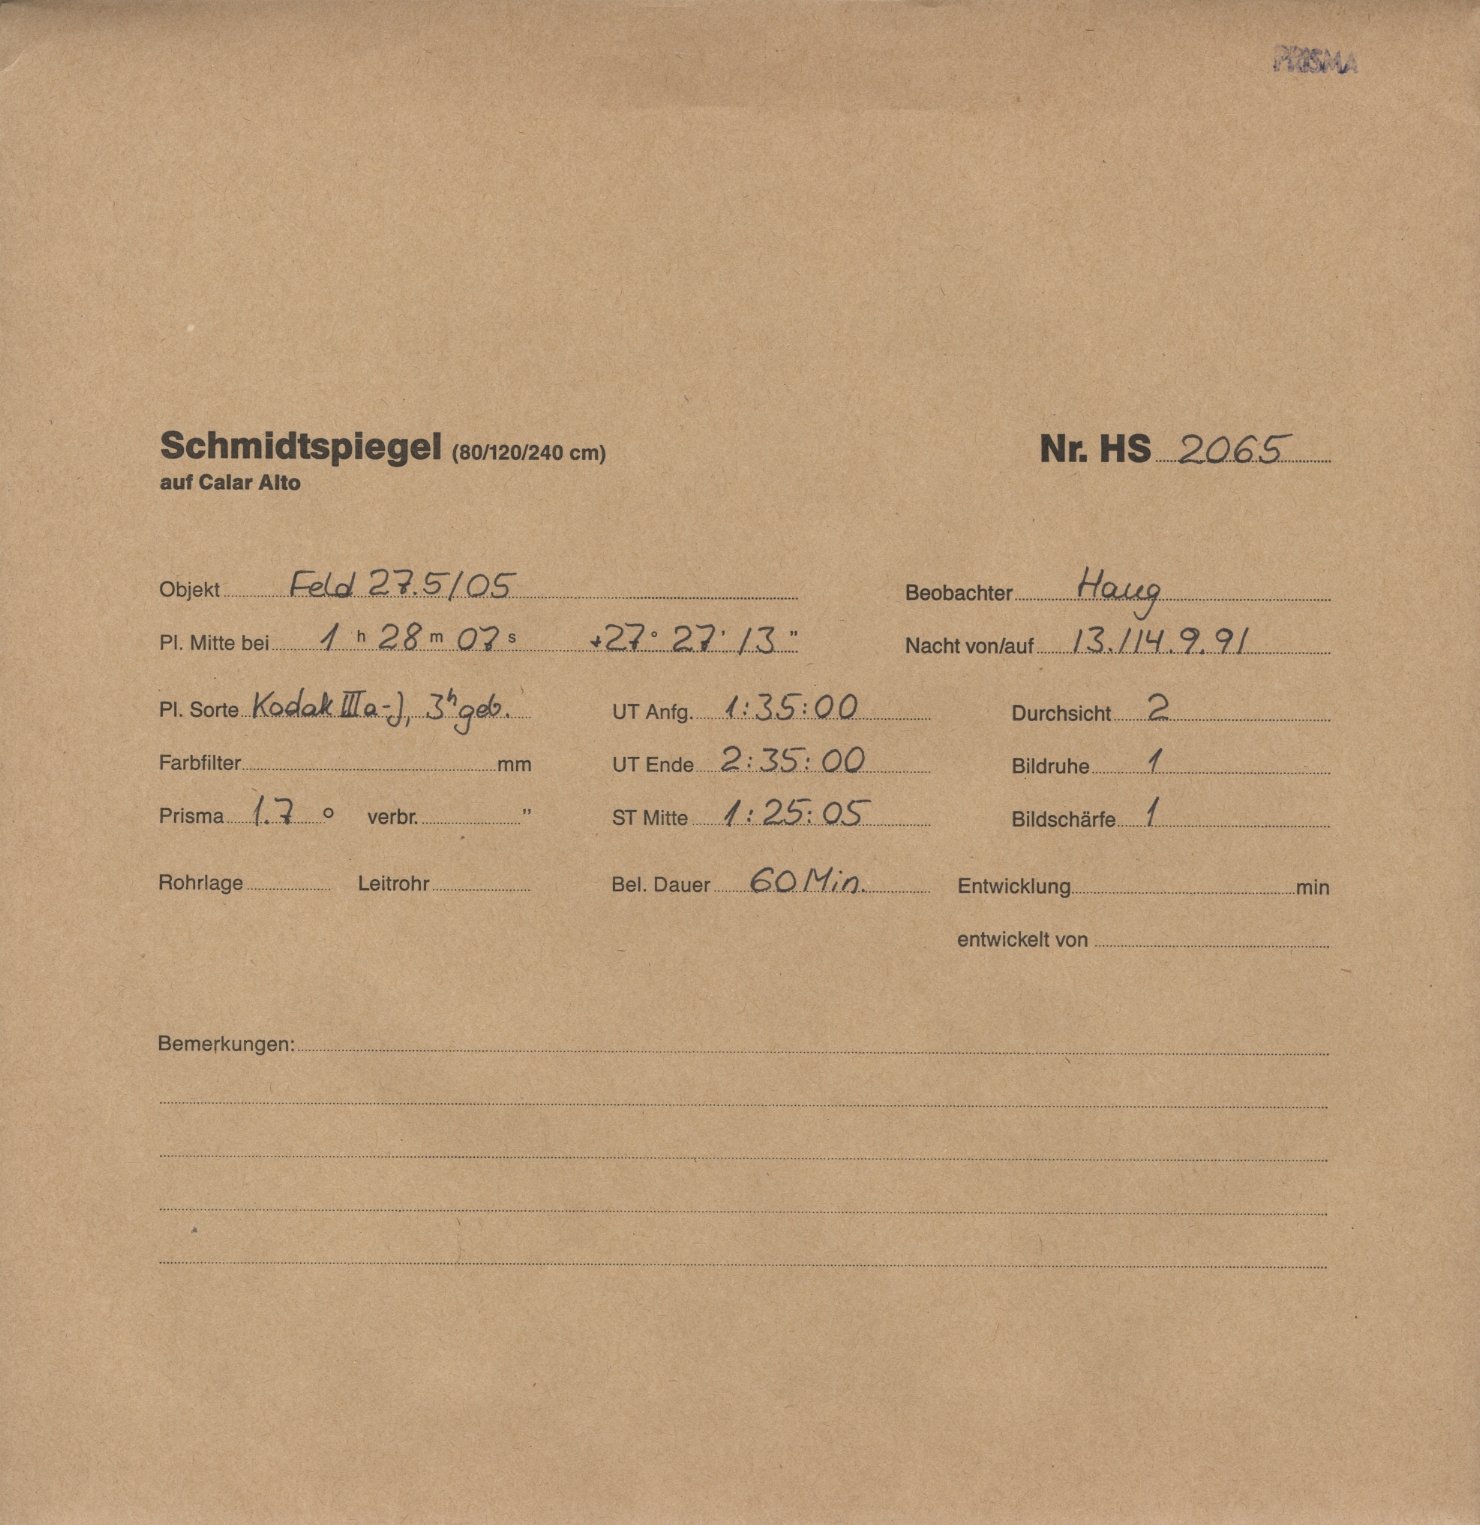 PRISMA
Schmidtspiegel (80/120/240 cm) Nr. HS 2065
auf Calar Alto
Objekt Feld 27.5/05 Beobachter Haug
Pl. Mitte bei 1 h 28 m 07 s +27° 27' 13" Nacht von/auf 13./14.9.91
Pl. Sorte Kodak IIIa-J, 3h geb. UT Anfg. 1:35:00 Durchsicht 2
Farbfilter mm UT Ende 2:35:00 Bildruhe 1
Prisma 1.7 ° verbr. " ST Mitte 1:25:05 Bildschärfe 1
Rohrlage Leitrohr Bel. Dauer 60 Min. Entwicklung min
entwickelt von
Bemerkungen: